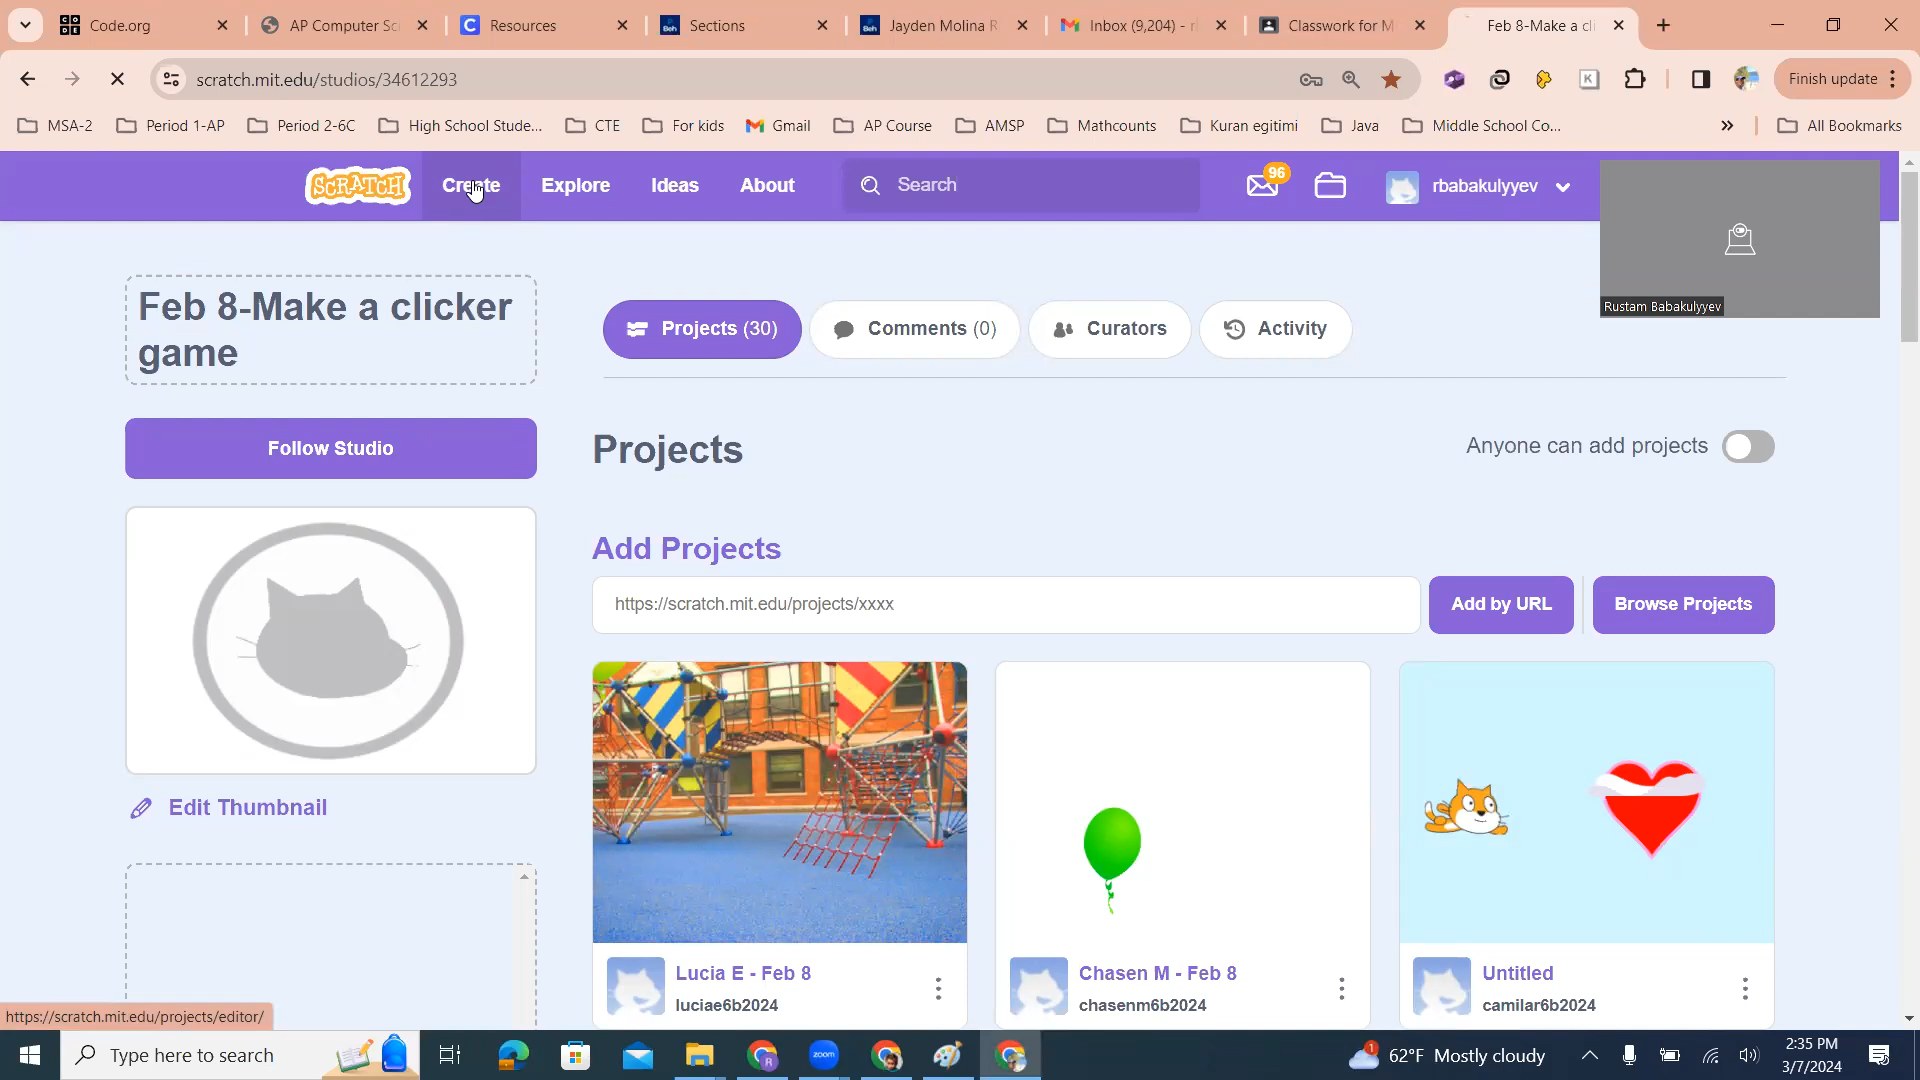 Code.org
AP Computer Sci
Resources
Sections
Jayden Molina R
Inbox (9,204) - r
Classwork for M
Feb 8-Make a cli
scratch.mit.edu/studios/34612293
Finish update
MSA-2
Period 1-AP
Period 2-6C
High School Stude...
CTE
For kids
Gmail
AP Course
AMSP
Mathcounts
Kuran egitimi
Java
Middle School Co...
All Bookmarks
SCRATCH
Create
Explore
Ideas
About
Search
96
rbabakulyyev
Rustam Babakulyyev
Feb 8-Make a clicker
game
Projects (30)
Comments (0)
Curators
Activity
Follow Studio
Projects
Anyone can add projects
Add Projects
https://scratch.mit.edu/projects/xxxx
Add by URL
Browse Projects
Edit Thumbnail
Lucia E - Feb 8
luciae6b2024
Chasen M - Feb 8
chasenm6b2024
Untitled
camilar6b2024
https://scratch.mit.edu/projects/editor/
Type here to search
zoom
1
62°F Mostly cloudy
2:35 PM
3/7/2024